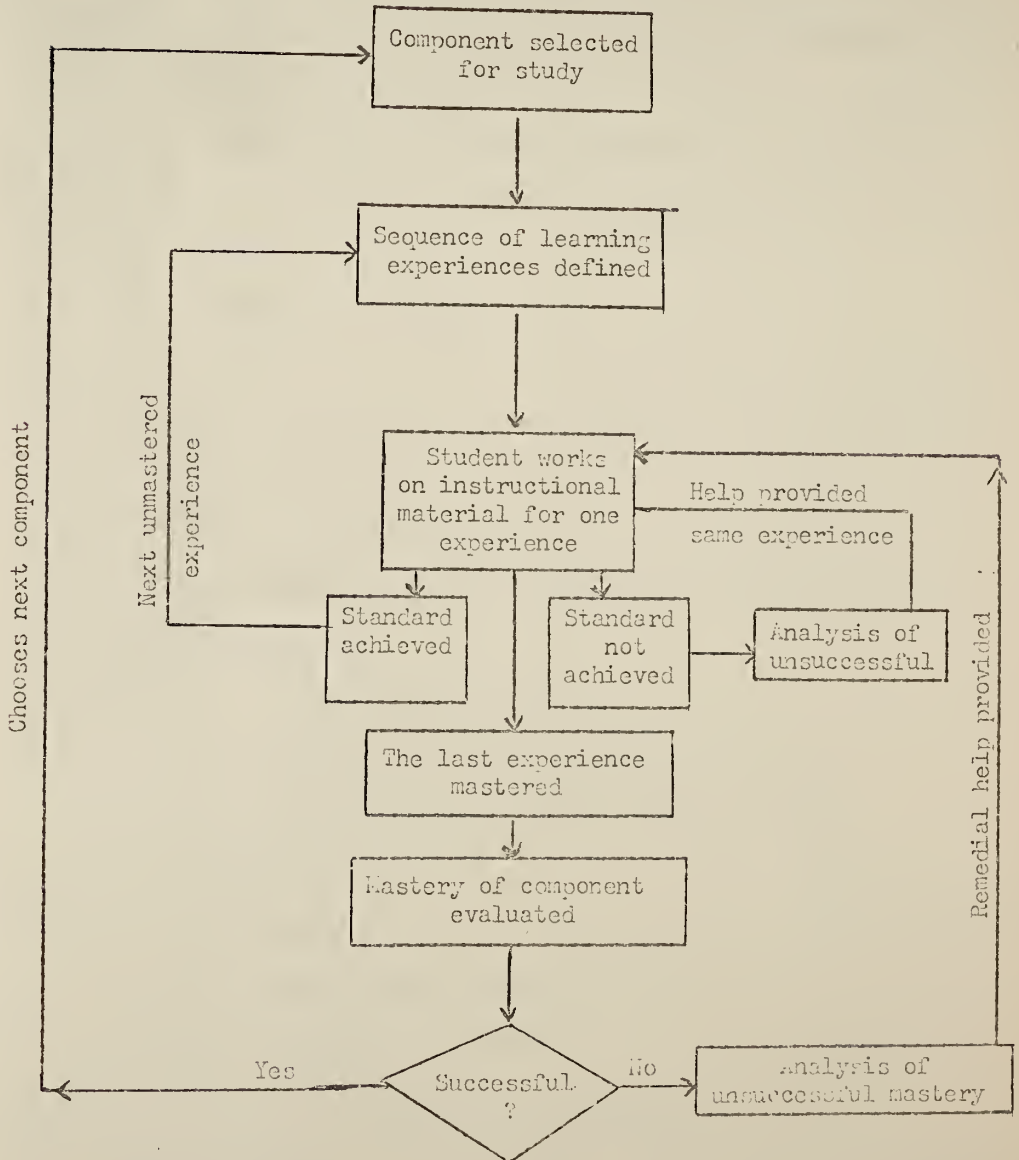 Component selected
for study
Sequence of learning
experiences defined
Chooses next component
Next unmastered
experience
Student works
on instructional
material for one
experience
Help provided
same experience
Standard
achieved
Standard
not
achieved
Analysis of
unsuccessful
Remedial help provided
The last experience
mastered
Mastery of component
evaluated
Yes
Successful
?
No
Analysis of
unsuccessful mastery